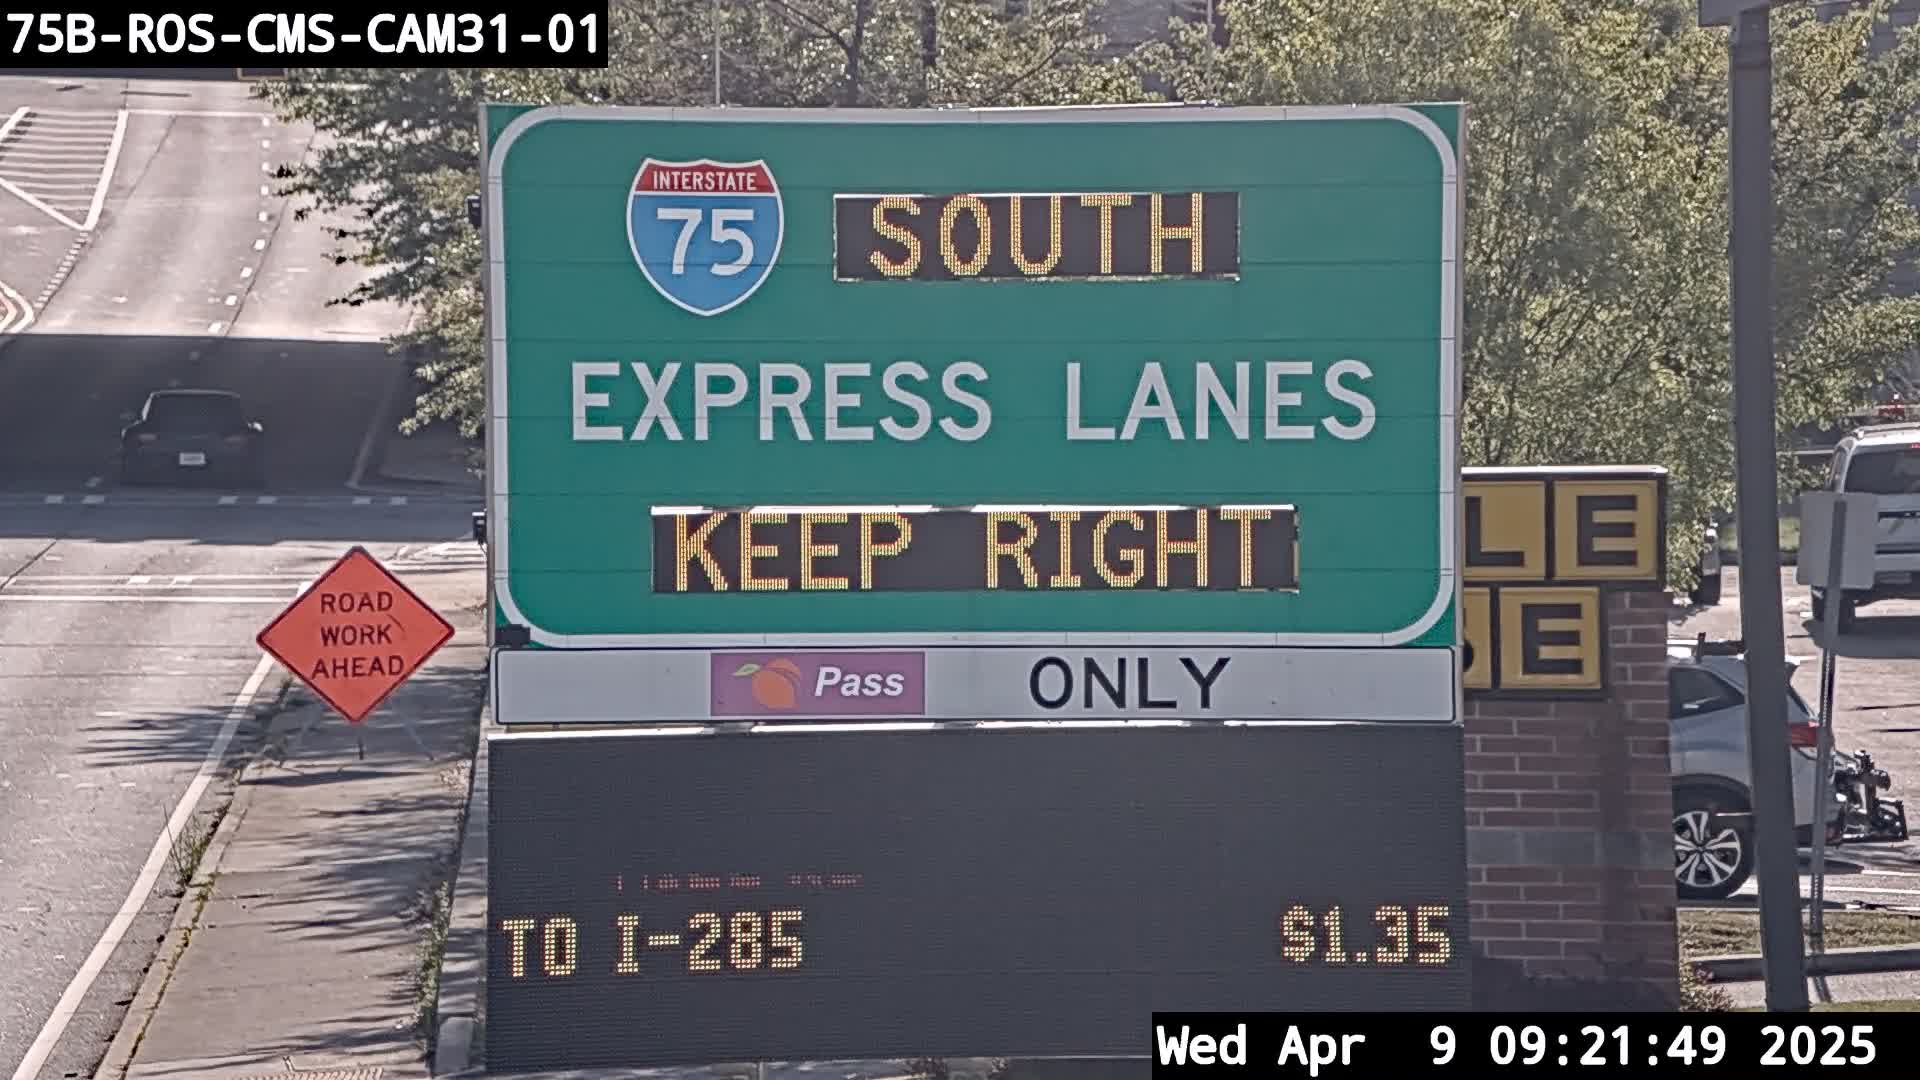 75B-ROS-CMS-CAM31-01
INTERSTATE
75
SOUTH
EXPRESS LANES
KEEP RIGHT
LE
E
ROAD
WORK
AHEAD
Pass ONLY
TO I-285 $1.35
Wed Apr 9 09:21:49 2025